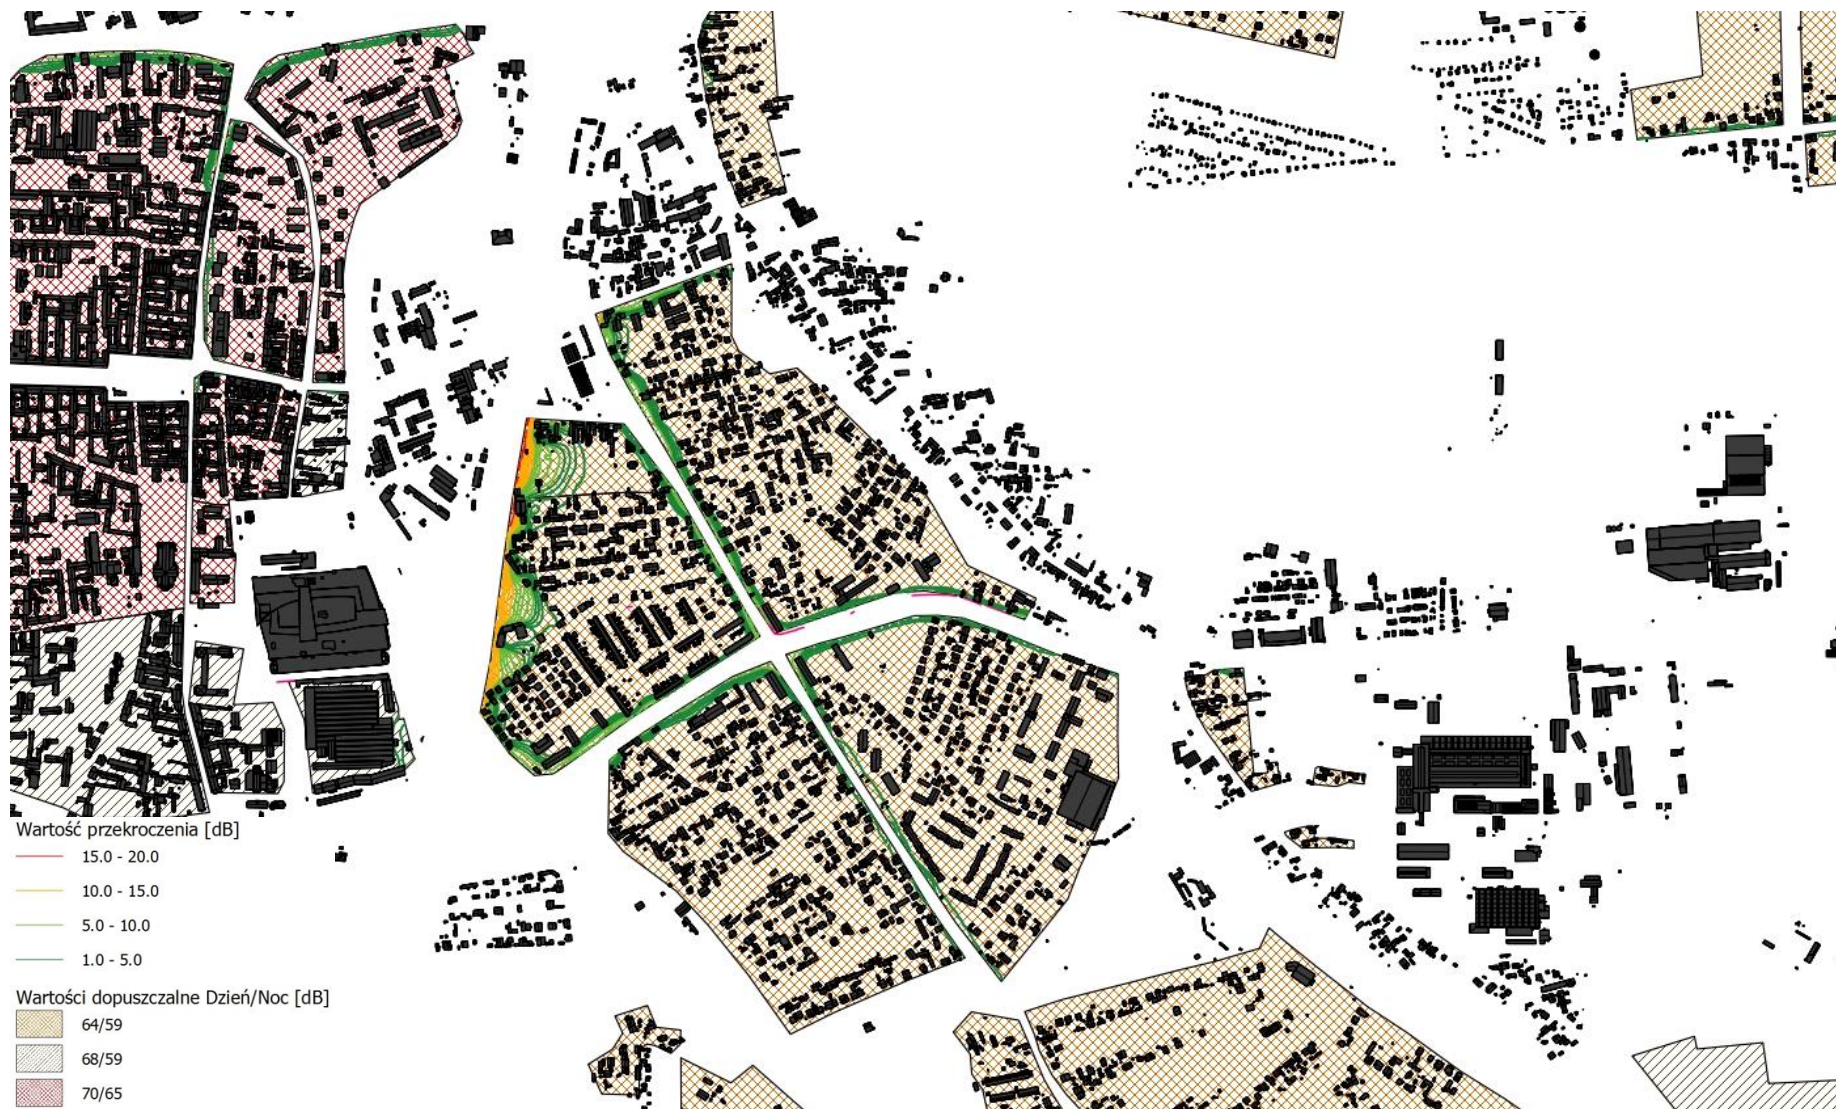 Wartość przekroczenia [dB]
15.0 - 20.0
10.0 - 15.0
5.0 - 10.0
1.0 - 5.0
Wartości dopuszczalne Dzień/Noc [dB]
64/59
68/59
70/65